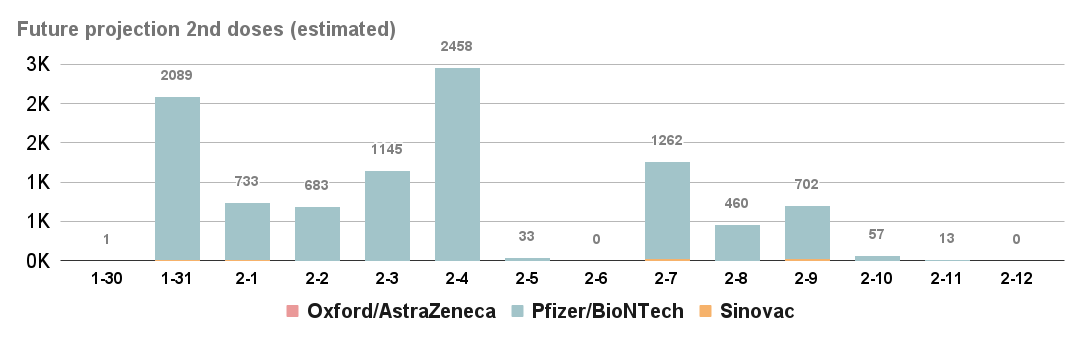 Future projection 2nd doses (estimated)
3K
2K
2K
1K
1K
0K
1
2089
733
683
1145
2458
33
0
1262
460
702
57
13
0
1-30 1-31 2-1 2-2 2-3 2-4 2-5 2-6 2-7 2-8 2-9 2-10 2-11 2-12
Oxford/AstraZeneca Pfizer/BioNTech Sinovac